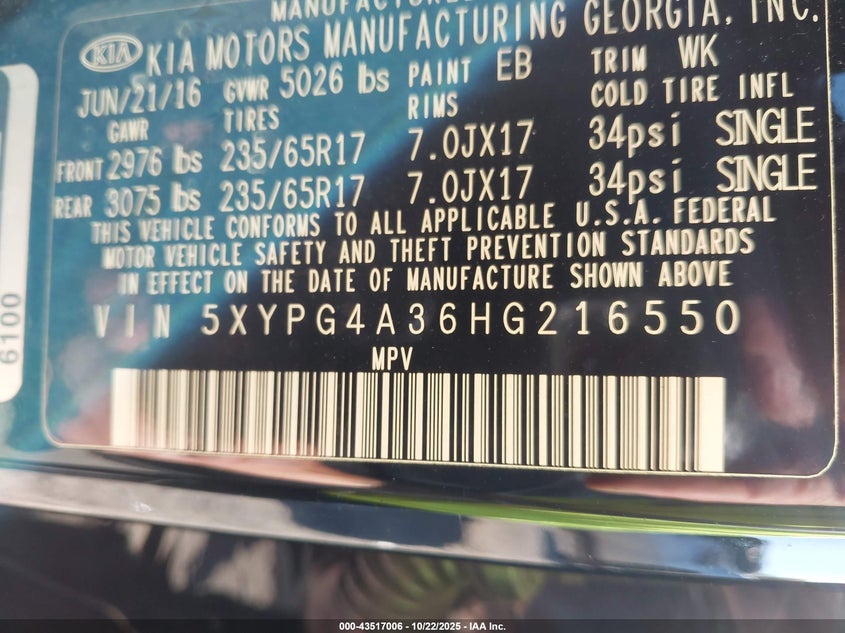 MANUFACTURED
KIA KIA MOTORS MANUFACTURING GEORGIA, INC.
JUN/21/16 GVWR 5026 lbs PAINT EB TRIM WK
GAWR TIRES RIMS COLD TIRE INFL
FRONT 2976 lbs 235/65R17 7.0JX17 34psi SINGLE
REAR 3075 lbs 235/65R17 7.0JX17 34psi SINGLE
THIS VEHICLE CONFORMS TO ALL APPLICABLE U.S.A. FEDERAL
MOTOR VEHICLE SAFETY AND THEFT PREVENTION STANDARDS
IN EFFECT ON THE DATE OF MANUFACTURE SHOWN ABOVE
VIN 5XYPG4A36HG216550
MPV
6100
000-43517006 - 10/22/2025 - IAA Inc.